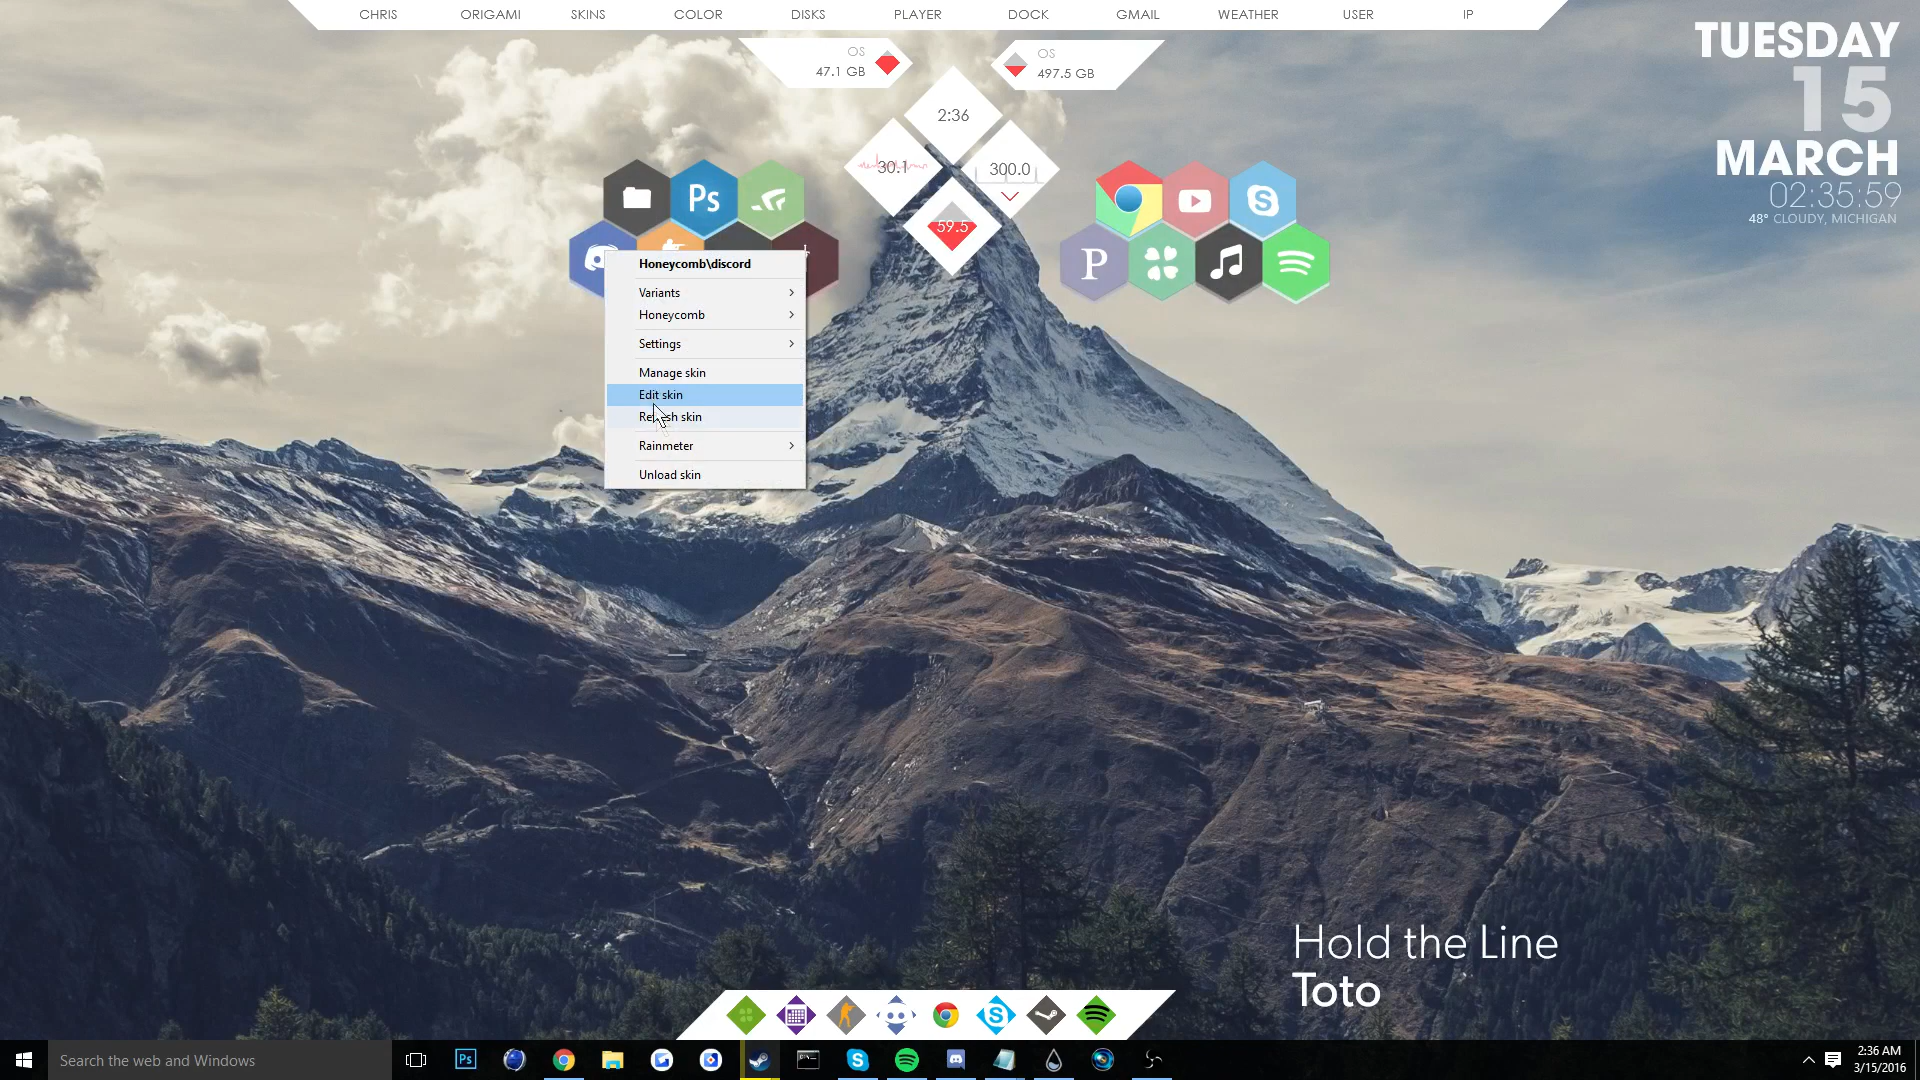 CHRIS ORIGAMI SKINS COLOR DISKS PLAYER DOCK GMAIL WEATHER USER IP
OS
47.1 GB
OS
497.5 GB
TUESDAY
15
MARCH
02:35:59
48° CLOUDY, MICHIGAN
2:36
30.1
300.0
59.5
Ps
P
Honeycomb\discord
Variants
Honeycomb
Settings
Manage skin
Edit skin
Refresh skin
Rainmeter
Unload skin
Hold the Line
Toto
Search the web and Windows
Ps
2:36 AM
3/15/2016